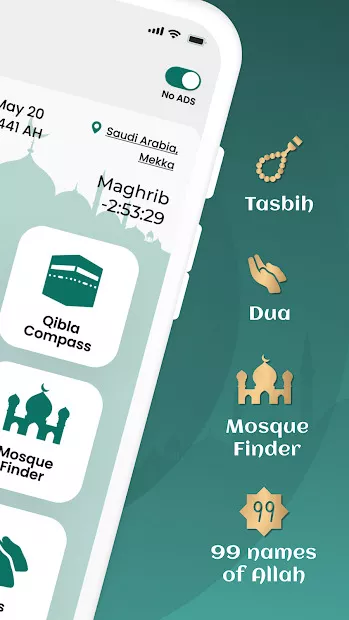 No ADS
May 20
441 AH
Saudi Arabia,
Mekka
Maghrib
-2:53:29
Qibla
Compass
Mosque
Finder
s
Tasbih
Dua
Mosque
Finder
99
99 names
of Allah